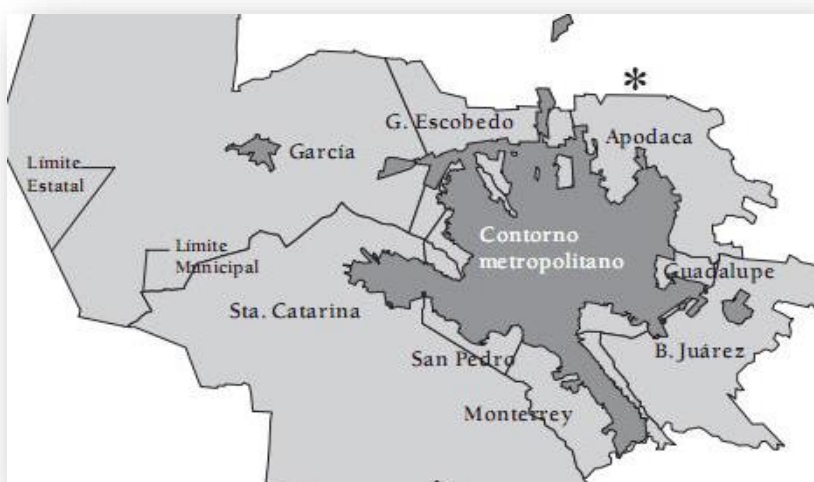 *
G. Escobedo
Apodaca
García
Límite
Estatal
Contorno
metropolitano
Límite
Municipal
Guadalupe
Sta. Catarina
B. Juárez
San Pedro
Monterrey